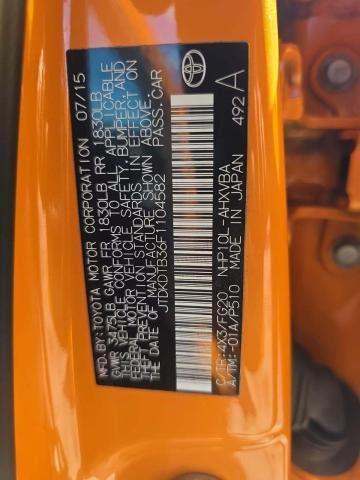 MFD. BY: TOYOTA MOTOR CORPORATION 07/15
GVWR 3475LB GAWR FR 1830LB RR 1830LB
THIS VEHICLE CONFORMS TO ALL APPLICABLE
FEDERAL MOTOR VEHICLE SAFETY, BUMPER, AND
THEFT PREVENTION STANDARDS IN EFFECT ON
THE DATE OF MANUFACTURE SHOWN ABOVE.
JTDKDTB36F1104582 PASS.CAR
C/TR:4X3/FG20 NHP10L-AHXVBA
A/TM:-01A/P510 MADE IN JAPAN
492 A
TOYOTA